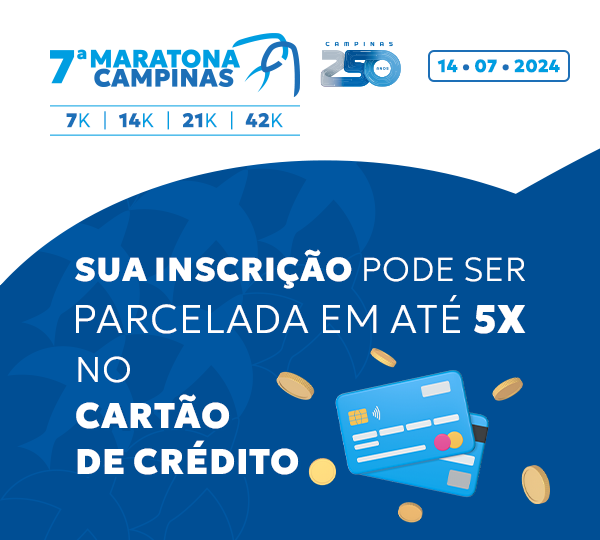 7ª MARATONA
CAMPINAS
CAMPINAS
250
ANOS
14 • 07 • 2024
7K | 14K | 21K | 42K
SUA INSCRIÇÃO PODE SER
PARCELADA EM ATÉ 5X
NO
CARTÃO
DE CRÉDITO